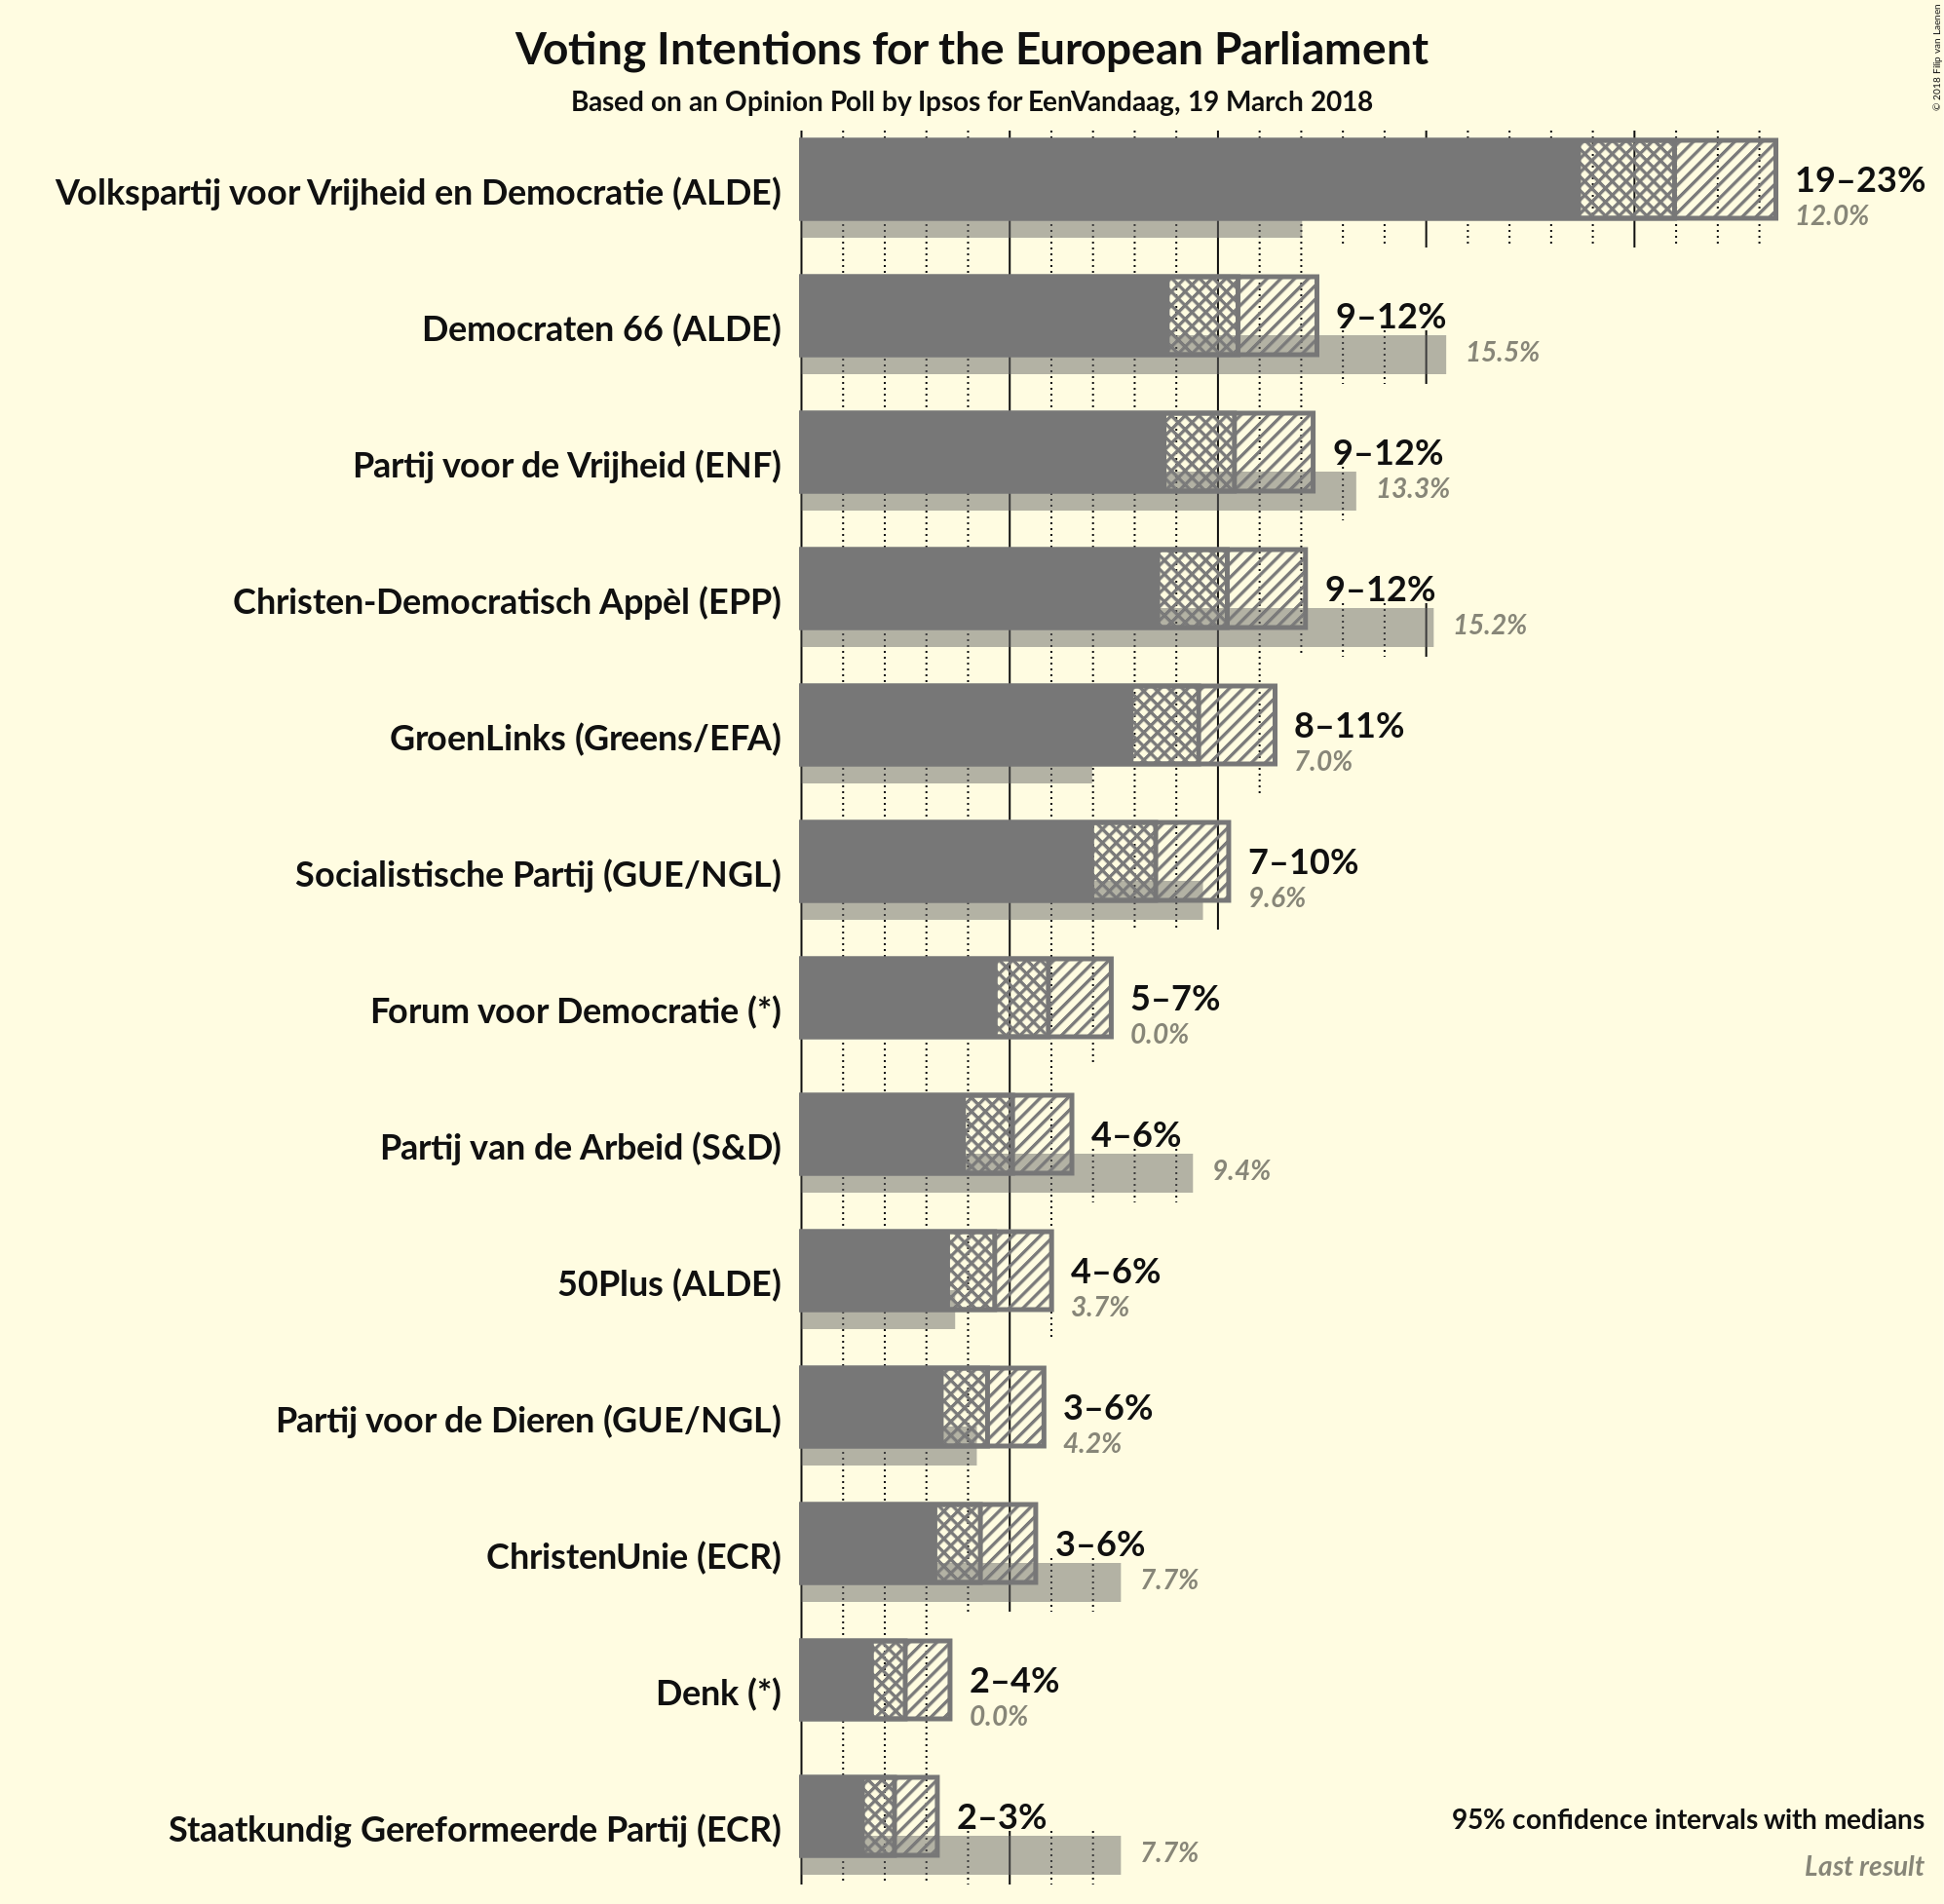 © 2018 Filip van Laenen
Voting Intentions for the European Parliament
Based on an Opinion Poll by Ipsos for EenVandaag, 19 March 2018
Volkspartij voor Vrijheid en Democratie (ALDE)
19–23%
12.0%
Democraten 66 (ALDE)
9–12%
15.5%
Partij voor de Vrijheid (ENF)
9–12%
13.3%
Christen-Democratisch Appèl (EPP)
9–12%
15.2%
GroenLinks (Greens/EFA)
8–11%
7.0%
Socialistische Partij (GUE/NGL)
7–10%
9.6%
Forum voor Democratie (*)
5–7%
0.0%
Partij van de Arbeid (S&D)
4–6%
9.4%
50Plus (ALDE)
4–6%
3.7%
Partij voor de Dieren (GUE/NGL)
3–6%
4.2%
ChristenUnie (ECR)
3–6%
7.7%
Denk (*)
2–4%
0.0%
Staatkundig Gereformeerde Partij (ECR)
2–3%
7.7%
95% confidence intervals with medians
Last result